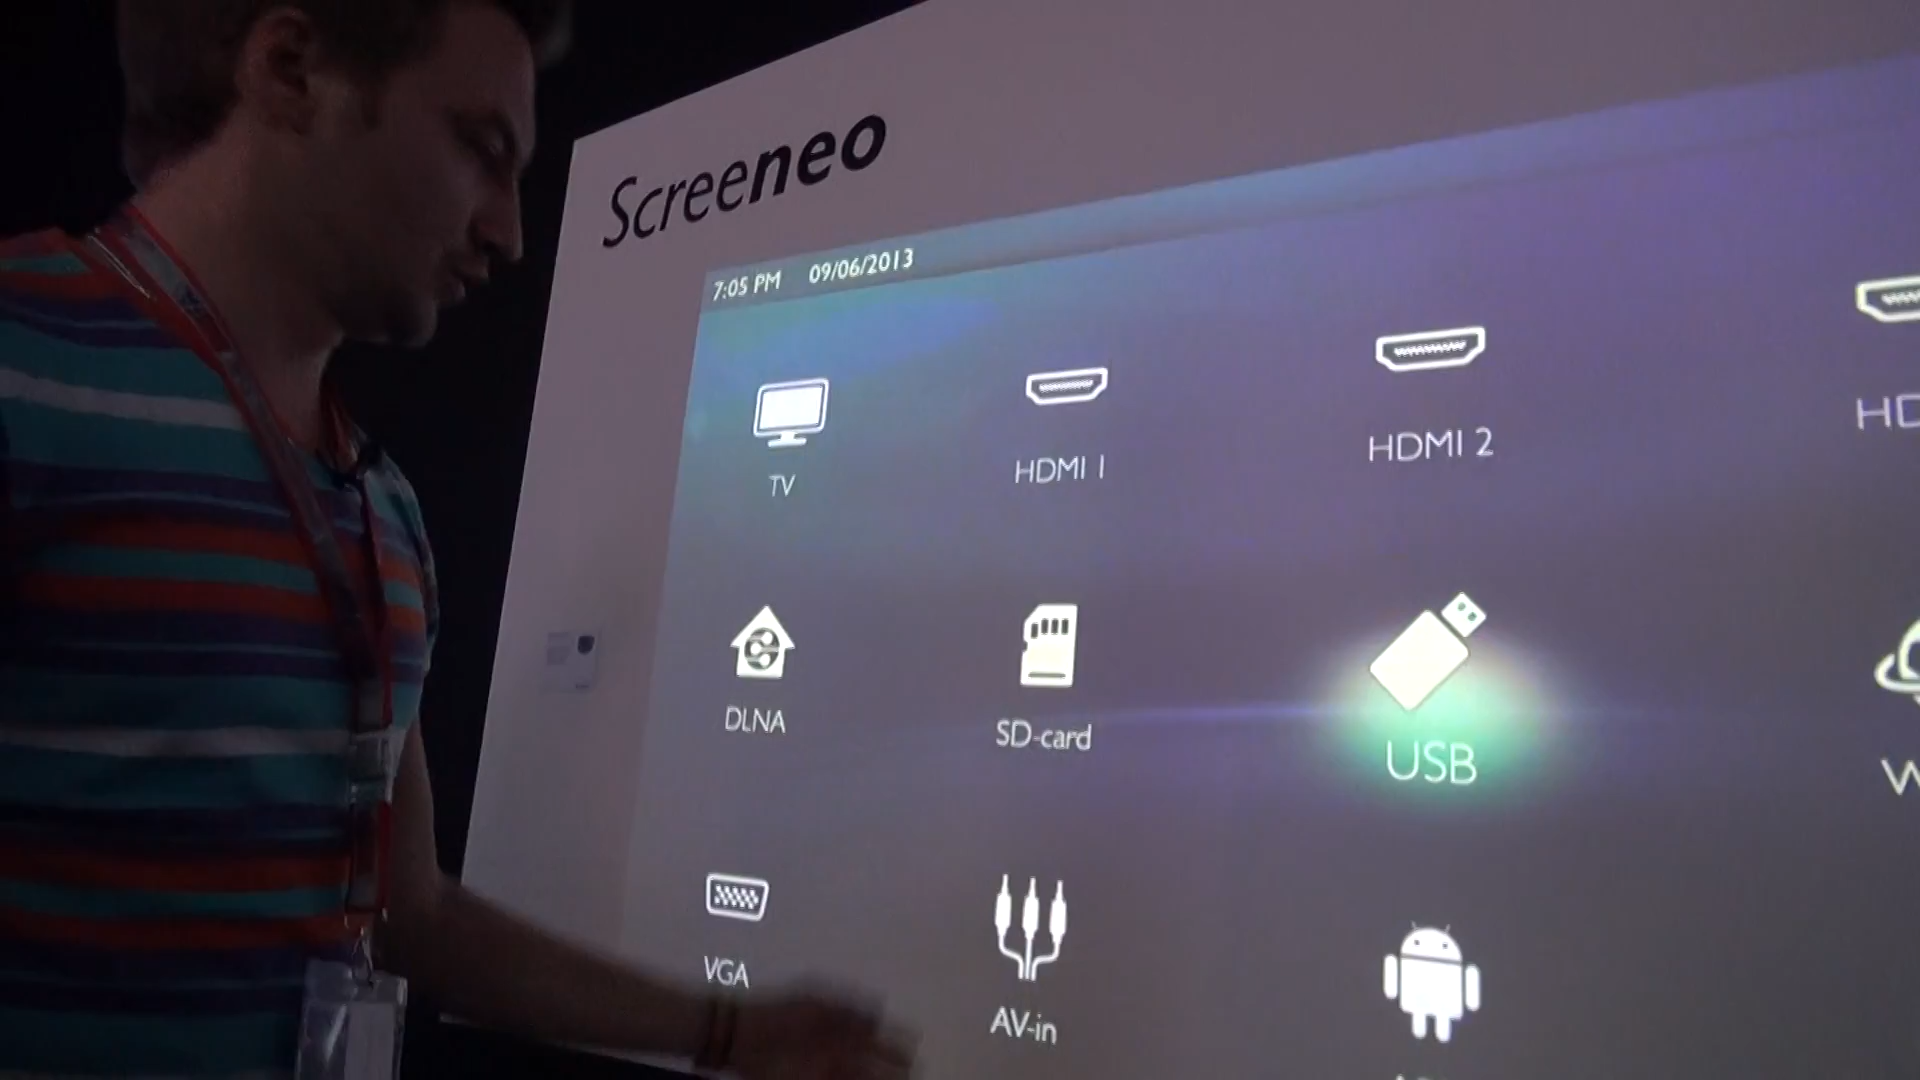 Screeneo
7:05 PM 09/06/2013
TV
HDMI 1
HDMI 2
DLNA
SD-card
USB
VGA
AV-in